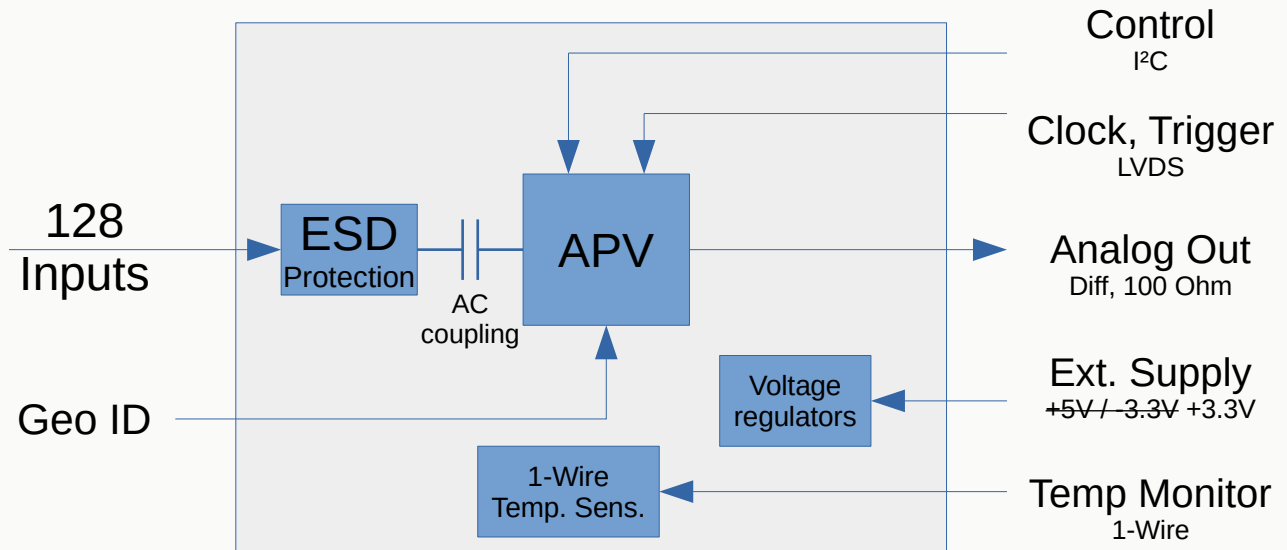 Control
I²C
Clock, Trigger
LVDS
128
Inputs
ESD
Protection
AC
coupling
APV
Analog Out
Diff, 100 Ohm
Geo ID
Voltage
regulators
Ext. Supply
+5V / -3.3V +3.3V
1-Wire
Temp. Sens.
Temp Monitor
1-Wire